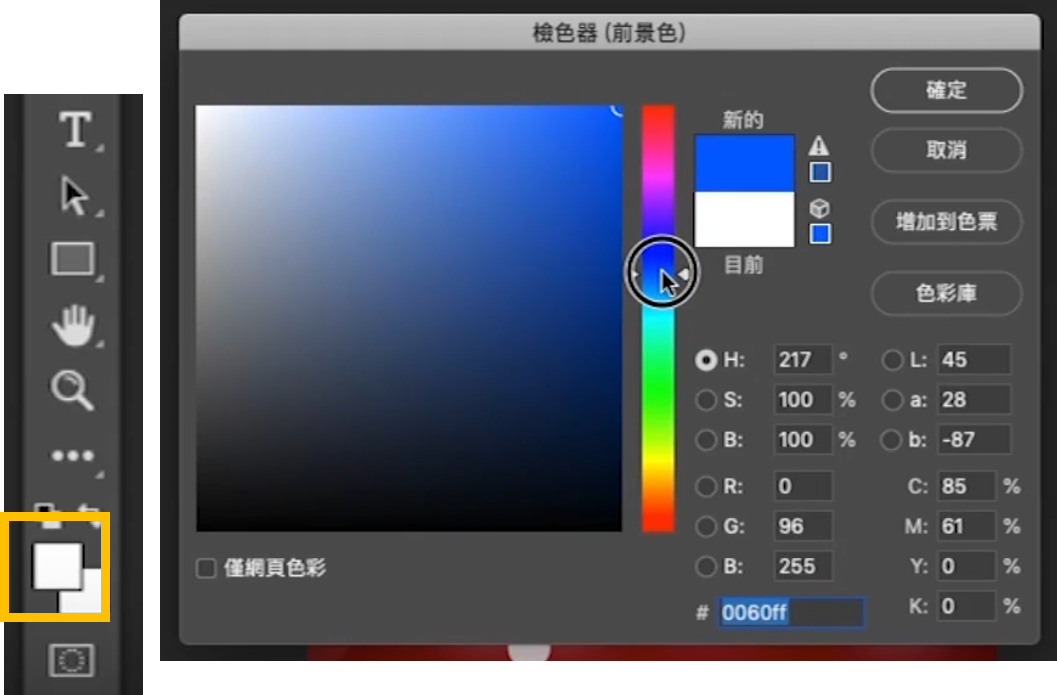 檢色器 (前景色)
T
新的
目前
確定
取消
增加到色票
色彩庫
H: 217 °
S: 100 %
B: 100 %
R: 0
G: 96
B: 255
# 0060ff
L: 45
a: 28
b: -87
C: 85 %
M: 61 %
Y: 0 %
K: 0 %
僅網頁色彩